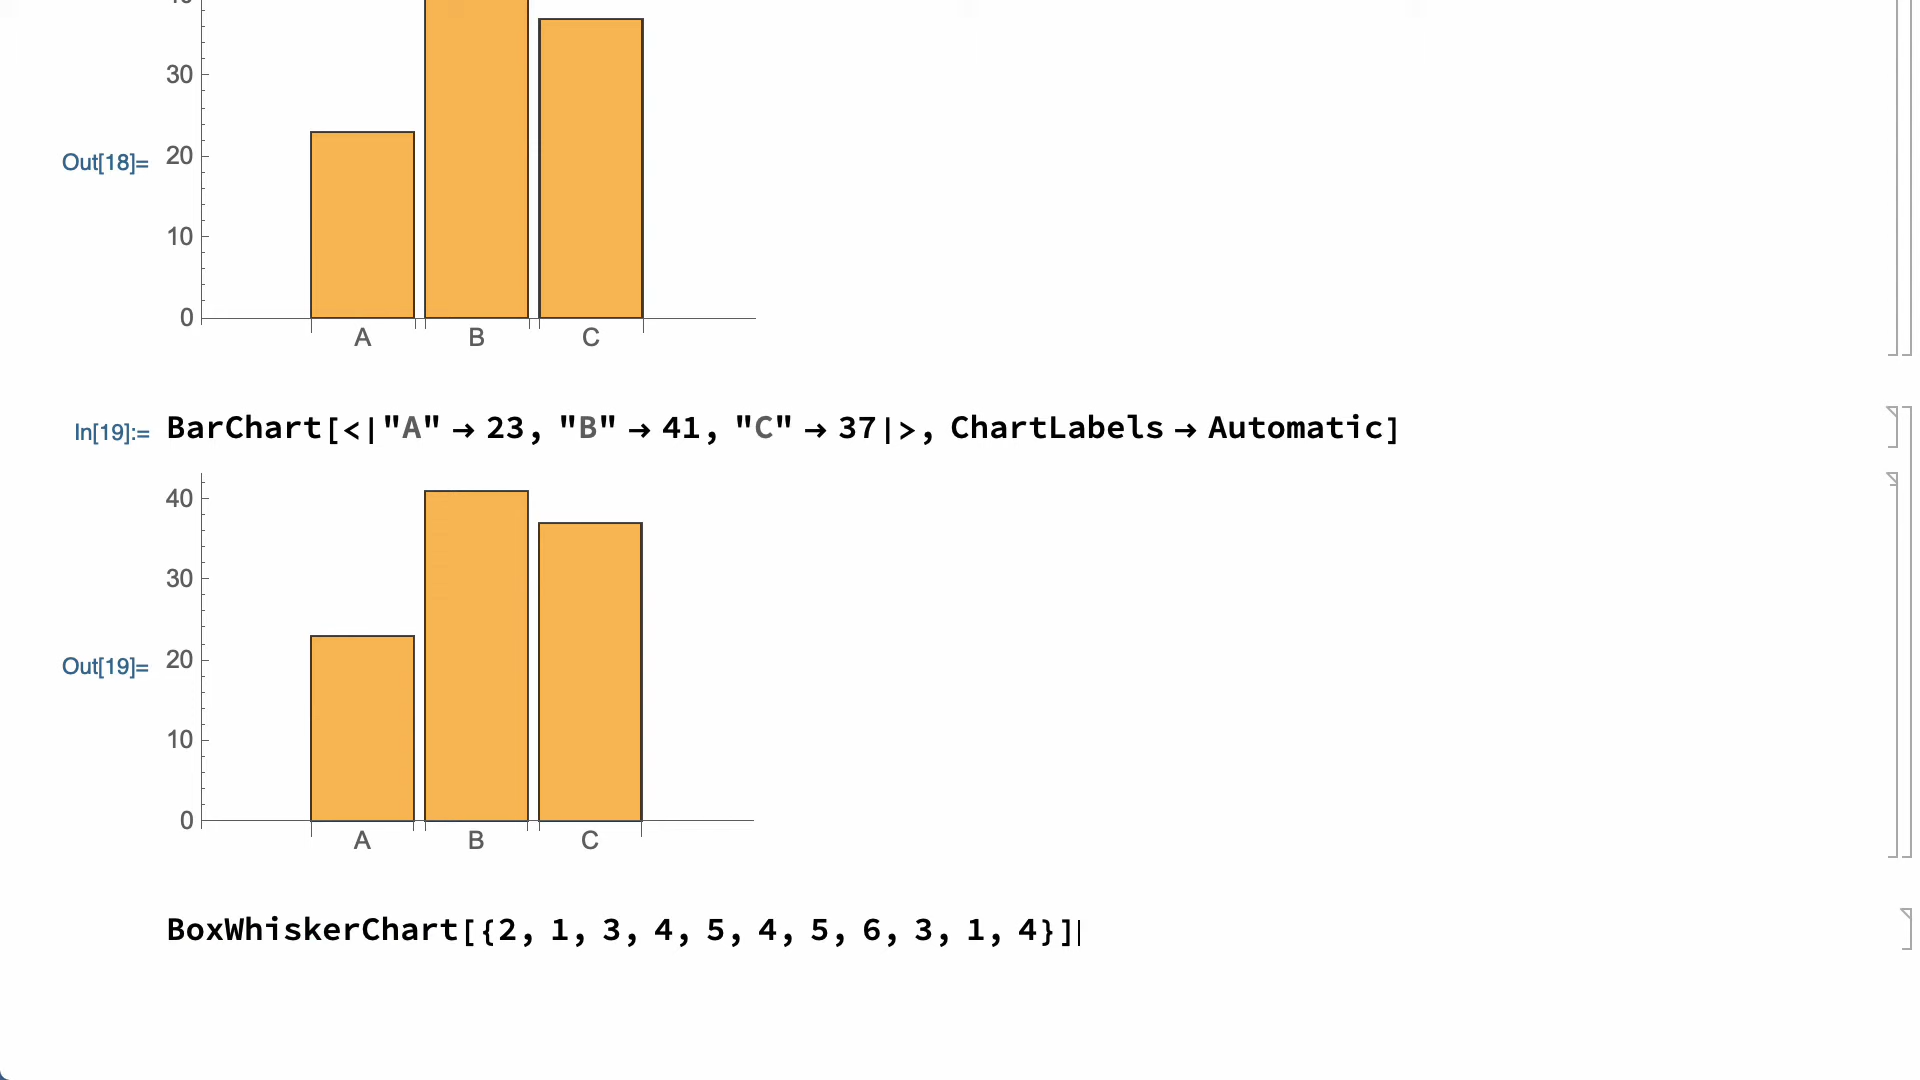 30
Out[18]= 20
10
0
A B C
In[19]:= BarChart[<|"A" → 23, "B" → 41, "C" → 37|>, ChartLabels → Automatic]
40
30
Out[19]= 20
10
0
A B C
BoxWhiskerChart[{2, 1, 3, 4, 5, 4, 5, 6, 3, 1, 4}]